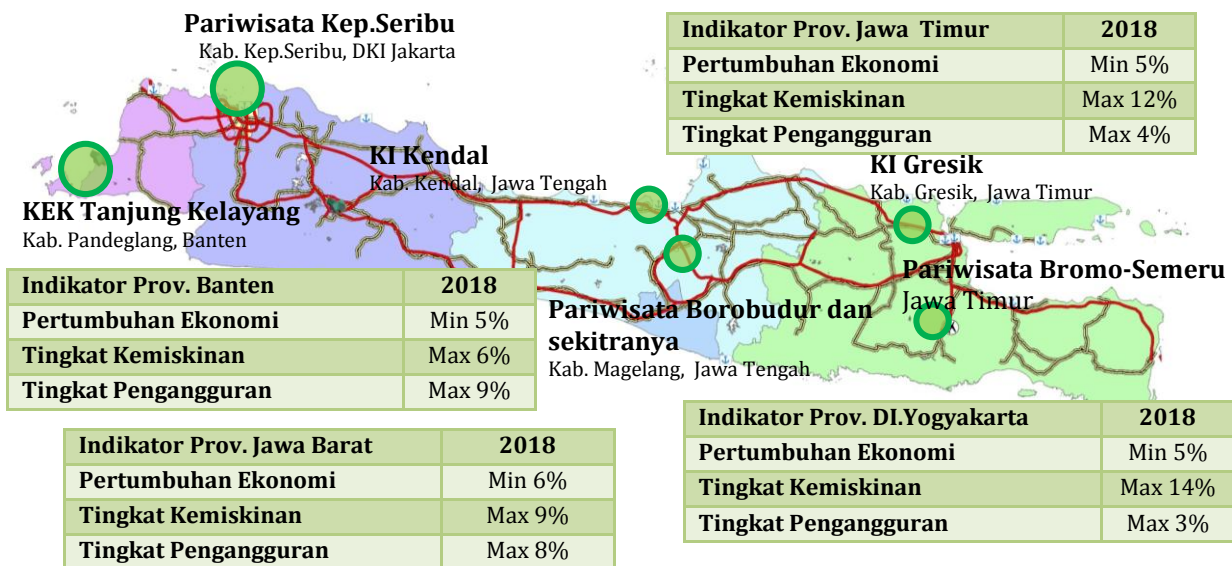 Pariwisata Kep.Seribu
Kab. Kep.Seribu, DKI Jakarta
Indikator Prov. Jawa  Timur 2018
Pertumbuhan Ekonomi Min 5%
Tingkat Kemiskinan Max 12%
Tingkat Pengangguran Max 4%
KI Kendal
Kab. Kendal,  Jawa Tengah
KI Gresik
Kab. Gresik,  Jawa Timur
KEK Tanjung Kelayang
Kab. Pandeglang, Banten
Pariwisata Bromo-Semeru
Jawa Timur
Indikator Prov. Banten 2018
Pertumbuhan Ekonomi Min 5%
Tingkat Kemiskinan Max 6%
Tingkat Pengangguran Max 9%
Pariwisata Borobudur dan
sekitranya
Kab. Magelang,  Jawa Tengah
Indikator Prov. Jawa Barat 2018
Pertumbuhan Ekonomi Min 6%
Tingkat Kemiskinan Max 9%
Tingkat Pengangguran Max 8%
Indikator Prov. DI.Yogyakarta 2018
Pertumbuhan Ekonomi Min 5%
Tingkat Kemiskinan Max 14%
Tingkat Pengangguran Max 3%